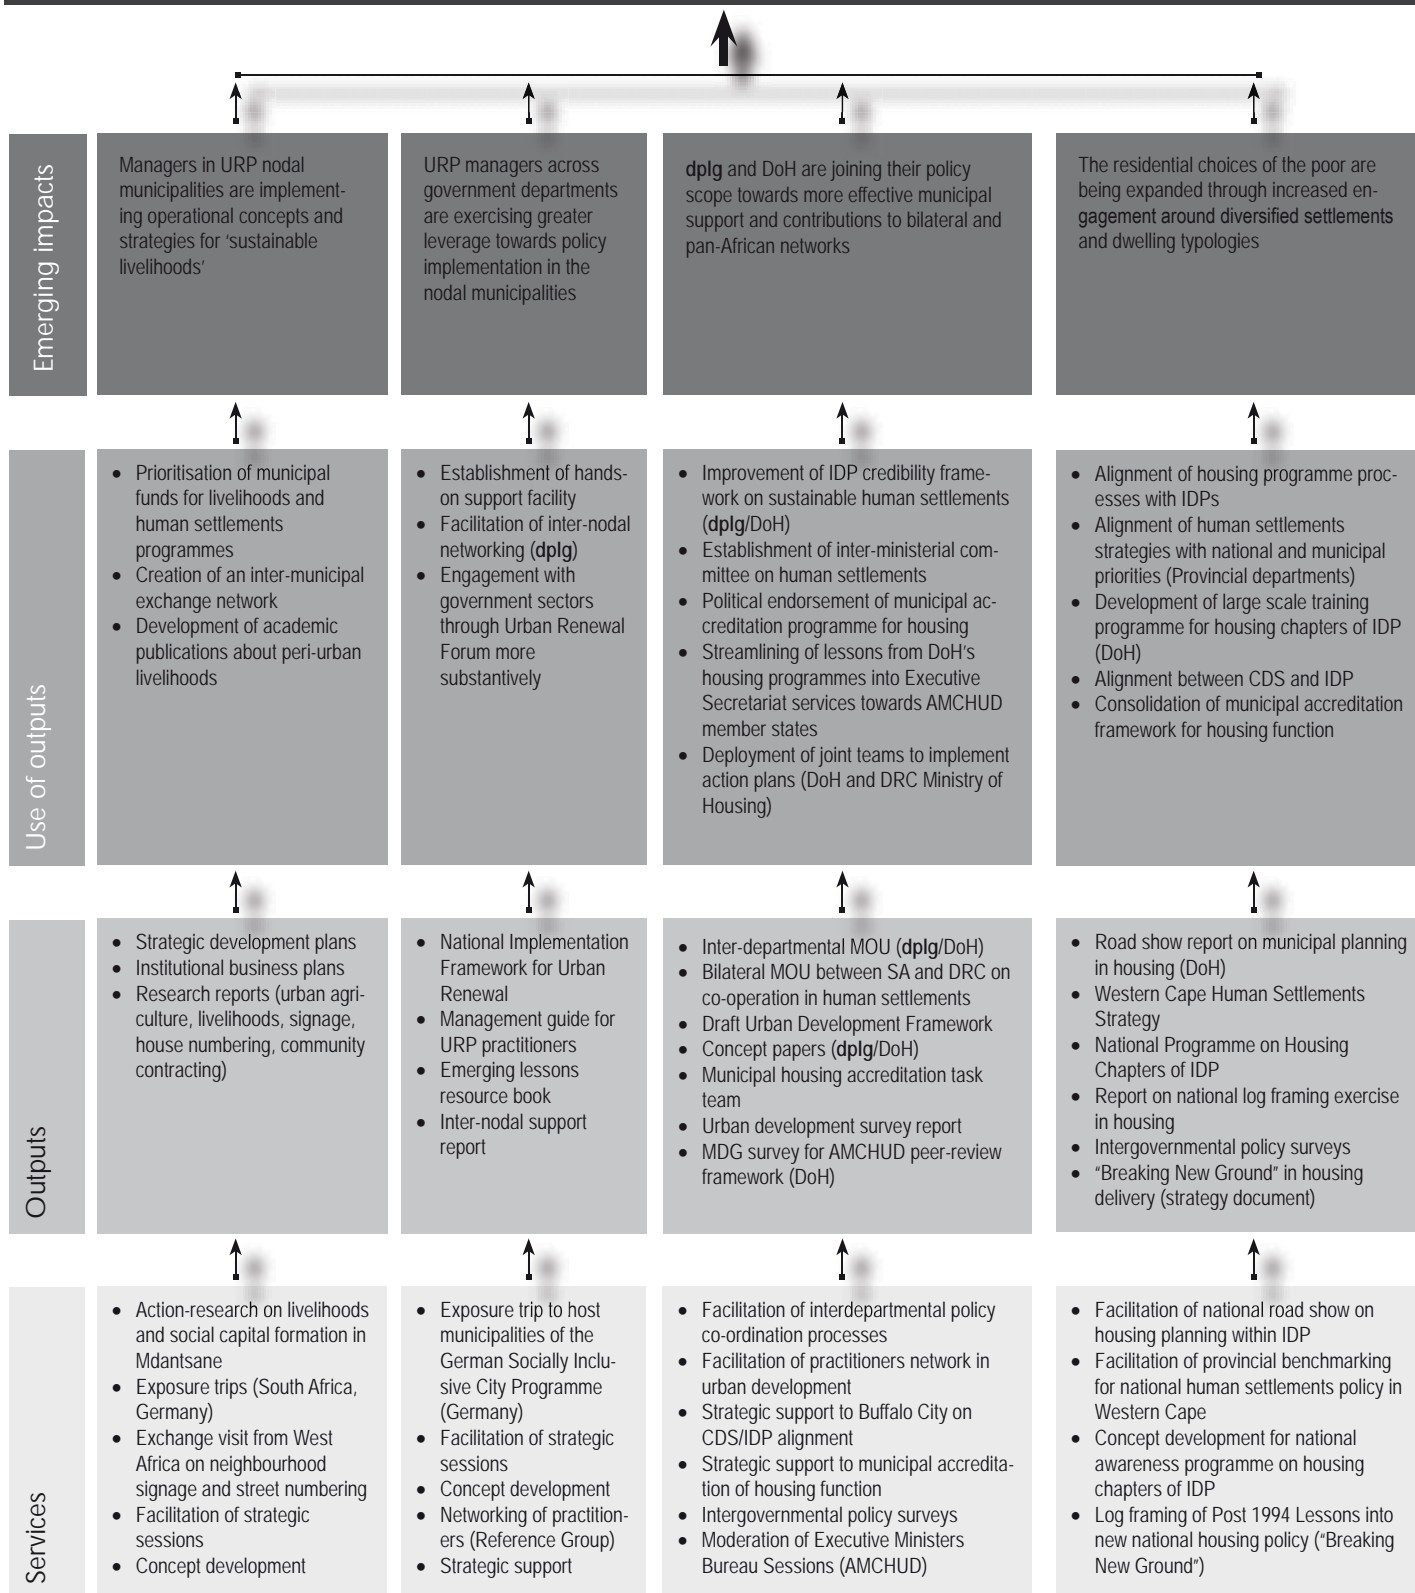 Emerging impacts
Managers in URP nodal
municipalities are implement-
ing operational concepts and
strategies for ‘sustainable
livelihoods’
URP managers across
government departments
are exercising greater
leverage towards policy
implementation in the
nodal municipalities
dplg and DoH are joining their policy
scope towards more effective municipal
support and contributions to bilateral and
pan-African networks
The residential choices of the poor are
being expanded through increased en-
gagement around diversified settlements
and dwelling typologies
Use of outputs
• Prioritisation of municipal
funds for livelihoods and
human settlements
programmes
• Creation of an inter-municipal
exchange network
• Development of academic
publications about peri-urban
livelihoods
• Establishment of hands-
on support facility
• Facilitation of inter-nodal
networking (dplg)
• Engagement with
government sectors
through Urban Renewal
Forum more
substantively
• Improvement of IDP credibility frame-
work on sustainable human settlements
(dplg/DoH)
• Establishment of inter-ministerial com-
mittee on human settlements
• Political endorsement of municipal ac-
creditation programme for housing
• Streamlining of lessons from DoH’s
housing programmes into Executive
Secretariat services towards AMCHUD
member states
• Deployment of joint teams to implement
action plans (DoH and DRC Ministry of
Housing)
• Alignment of housing programme proc-
esses with IDPs
• Alignment of human settlements
strategies with national and municipal
priorities (Provincial departments)
• Development of large scale training
programme for housing chapters of IDP
(DoH)
• Alignment between CDS and IDP
• Consolidation of municipal accreditation
framework for housing function
Outputs
• Strategic development plans
• Institutional business plans
• Research reports (urban agri-
culture, livelihoods, signage,
house numbering, community
contracting)
• National Implementation
Framework for Urban
Renewal
• Management guide for
URP practitioners
• Emerging lessons
resource book
• Inter-nodal support
report
• Inter-departmental MOU (dplg/DoH)
• Bilateral MOU between SA and DRC on
co-operation in human settlements
• Draft Urban Development Framework
• Concept papers (dplg/DoH)
• Municipal housing accreditation task
team
• Urban development survey report
• MDG survey for AMCHUD peer-review
framework (DoH)
• Road show report on municipal planning
in housing (DoH)
• Western Cape Human Settlements
Strategy
• National Programme on Housing
Chapters of IDP
• Report on national log framing exercise
in housing
• Intergovernmental policy surveys
• “Breaking New Ground” in housing
delivery (strategy document)
Services
• Action-research on livelihoods
and social capital formation in
Mdantsane
• Exposure trips (South Africa,
Germany)
• Exchange visit from West
Africa on neighbourhood
signage and street numbering
• Facilitation of strategic
sessions
• Concept development
• Exposure trip to host
municipalities of the
German Socially Inclu-
sive City Programme
(Germany)
• Facilitation of strategic
sessions
• Concept development
• Networking of practition-
ers (Reference Group)
• Strategic support
• Facilitation of interdepartmental policy
co-ordination processes
• Facilitation of practitioners network in
urban development
• Strategic support to Buffalo City on
CDS/IDP alignment
• Strategic support to municipal accredita-
tion of housing function
• Intergovernmental policy surveys
• Moderation of Executive Ministers
Bureau Sessions (AMCHUD)
• Facilitation of national road show on
housing planning within IDP
• Facilitation of provincial benchmarking
for national human settlements policy in
Western Cape
• Concept development for national
awareness programme on housing
chapters of IDP
• Log framing of Post 1994 Lessons into
new national housing policy (“Breaking
New Ground”)